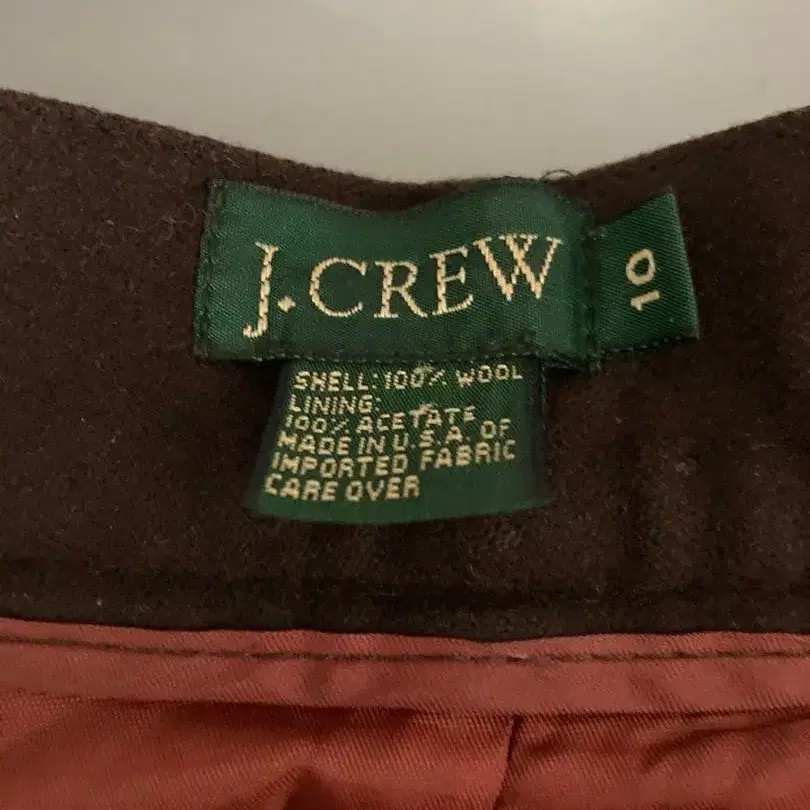 J.CREW
10
SHELL: 100% WOOL
LINING:
100% ACETATE
MADE IN U.S.A. OF
IMPORTED FABRIC
CARE OVER